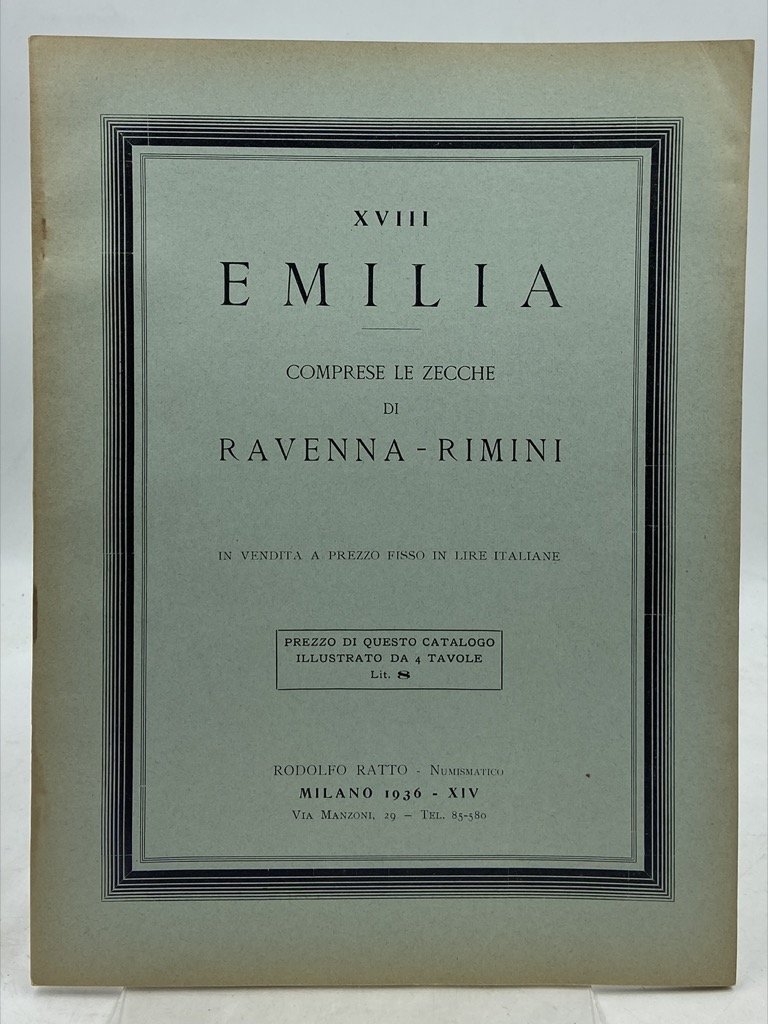 XVIII
EMILIA
COMPRESE LE ZECCHE
DI
RAVENNA - RIMINI
IN VENDITA A PREZZO FISSO IN LIRE ITALIANE
PREZZO DI QUESTO CATALOGO
ILLUSTRATO DA 4 TAVOLE
Lit. 8
RODOLFO RATTO - NUMISMATICO
MILANO 1936 - XIV
VIA MANZONI, 29 — TEL. 85-580